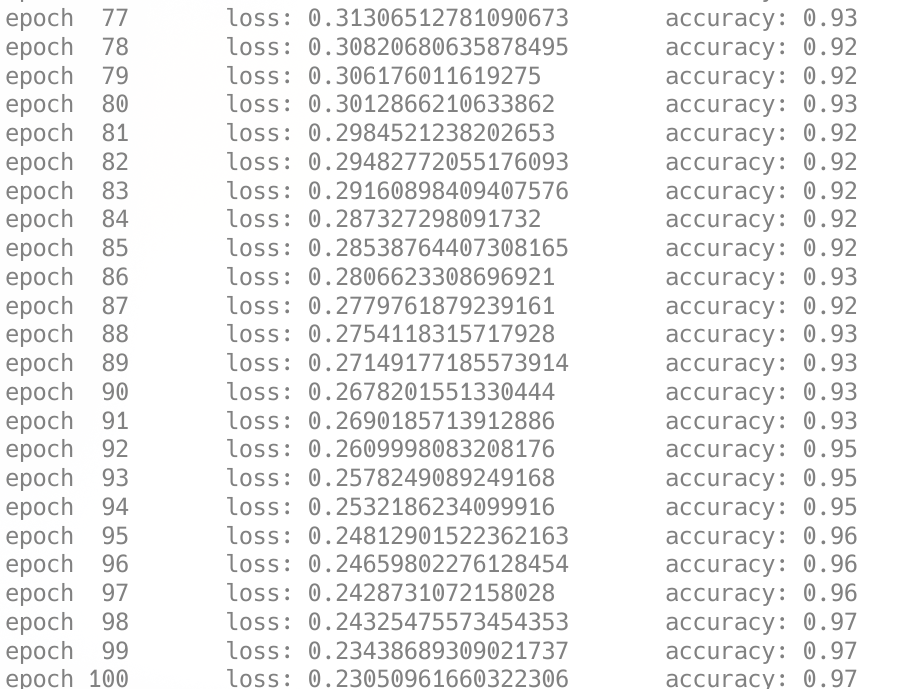 epoch  77       loss: 0.31306512781090673       accuracy: 0.93
epoch  78       loss: 0.30820680635878495       accuracy: 0.92
epoch  79       loss: 0.306176011619275         accuracy: 0.92
epoch  80       loss: 0.3012866210633862        accuracy: 0.93
epoch  81       loss: 0.2984521238202653        accuracy: 0.92
epoch  82       loss: 0.29482772055176093       accuracy: 0.92
epoch  83       loss: 0.29160898409407576       accuracy: 0.92
epoch  84       loss: 0.287327298091732         accuracy: 0.92
epoch  85       loss: 0.28538764407308165       accuracy: 0.92
epoch  86       loss: 0.2806623308696921        accuracy: 0.93
epoch  87       loss: 0.2779761879239161        accuracy: 0.92
epoch  88       loss: 0.2754118315717928        accuracy: 0.93
epoch  89       loss: 0.27149177185573914       accuracy: 0.93
epoch  90       loss: 0.2678201551330444        accuracy: 0.93
epoch  91       loss: 0.2690185713912886        accuracy: 0.93
epoch  92       loss: 0.2609998083208176        accuracy: 0.95
epoch  93       loss: 0.2578249089249168        accuracy: 0.95
epoch  94       loss: 0.2532186234099916        accuracy: 0.95
epoch  95       loss: 0.24812901522362163       accuracy: 0.96
epoch  96       loss: 0.24659802276128454       accuracy: 0.96
epoch  97       loss: 0.2428731072158028        accuracy: 0.96
epoch  98       loss: 0.24325475573454353       accuracy: 0.97
epoch  99       loss: 0.23438689309021737       accuracy: 0.97
epoch 100       loss: 0.23050961660322306       accuracy: 0.97